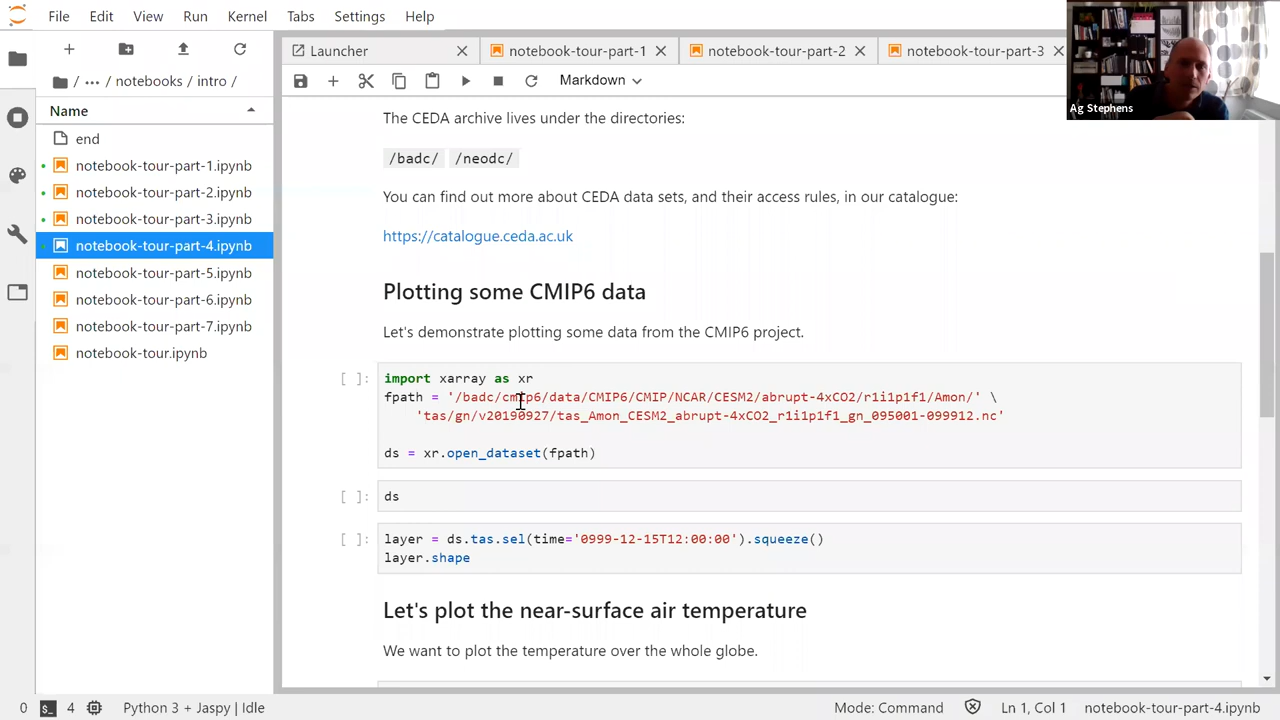 File Edit View Run Kernel Tabs Settings Help
Launcher
notebook-tour-part-1
notebook-tour-part-2
notebook-tour-part-3
Ag Stephens
/ ··· / notebooks / intro /
Markdown
Name
end
notebook-tour-part-1.ipynb
notebook-tour-part-2.ipynb
notebook-tour-part-3.ipynb
notebook-tour-part-4.ipynb
notebook-tour-part-5.ipynb
notebook-tour-part-6.ipynb
notebook-tour-part-7.ipynb
notebook-tour.ipynb
The CEDA archive lives under the directories:
/badc/ /neodc/
You can find out more about CEDA data sets, and their access rules, in our catalogue:
https://catalogue.ceda.ac.uk
Plotting some CMIP6 data
Let's demonstrate plotting some data from the CMIP6 project.
[ ]: import xarray as xr
fpath = '/badc/cmip6/data/CMIP6/CMIP/NCAR/CESM2/abrupt-4xCO2/r1i1p1f1/Amon/' \
'tas/gn/v20190927/tas_Amon_CESM2_abrupt-4xCO2_r1i1p1f1_gn_095001-099912.nc'
ds = xr.open_dataset(fpath)
[ ]: ds
[ ]: layer = ds.tas.sel(time='0999-12-15T12:00:00').squeeze()
layer.shape
Let's plot the near-surface air temperature
We want to plot the temperature over the whole globe.
0 4 Python 3 + Jaspy | Idle
Mode: Command Ln 1, Col 1 notebook-tour-part-4.ipynb